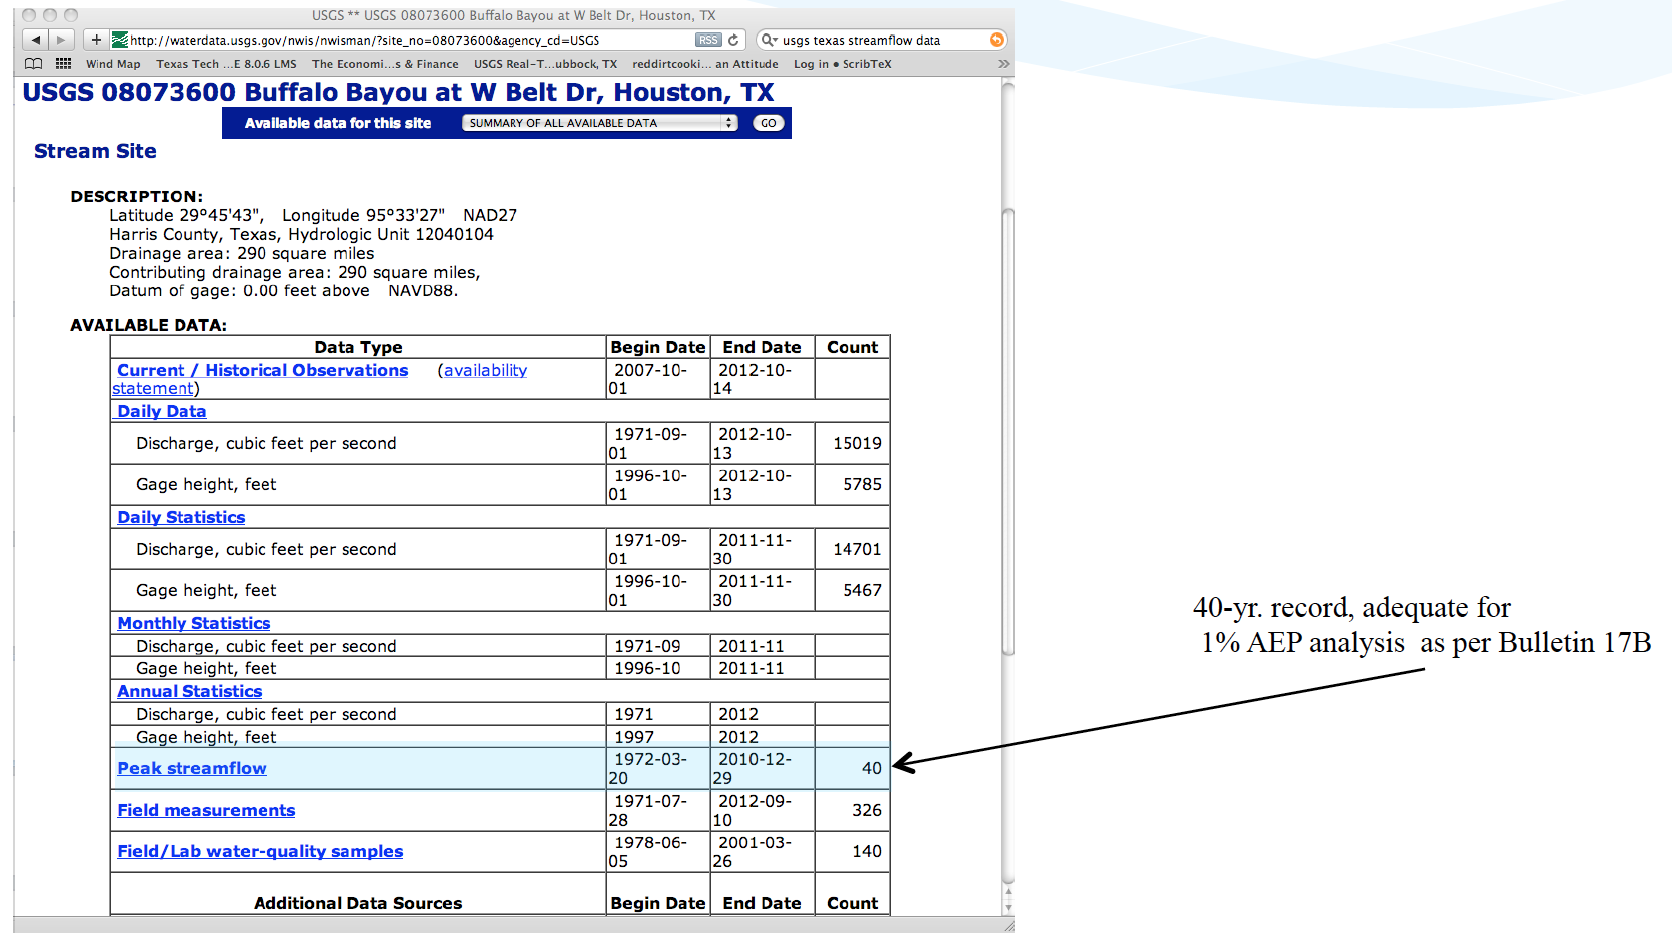 USGS ** USGS 08073600 Buffalo Bayou at W Belt Dr, Houston, TX
http://waterdata.usgs.gov/nwis/nwisman/?site_no=08073600&agency_cd=USGS RSS usgs texas streamflow data
Wind Map Texas Tech ...E 8.0.6 LMS The Economi...s & Finance USGS Real-T...ubbock, TX reddirtcooki... an Attitude Log in • ScribTeX »
USGS 08073600 Buffalo Bayou at W Belt Dr, Houston, TX
Available data for this site SUMMARY OF ALL AVAILABLE DATA GO
Stream Site
DESCRIPTION:
Latitude 29º45'43", Longitude 95º33'27" NAD27
Harris County, Texas, Hydrologic Unit 12040104
Drainage area: 290 square miles
Contributing drainage area: 290 square miles,
Datum of gage: 0.00 feet above NAVD88.
AVAILABLE DATA:
Data Type Begin Date End Date Count
Current / Historical Observations (availability statement) 2007-10-01 2012-10-14
Daily Data
Discharge, cubic feet per second 1971-09-01 2012-10-13 15019
Gage height, feet 1996-10-01 2012-10-13 5785
Daily Statistics
Discharge, cubic feet per second 1971-09-01 2011-11-30 14701
Gage height, feet 1996-10-01 2011-11-30 5467
Monthly Statistics
Discharge, cubic feet per second 1971-09 2011-11
Gage height, feet 1996-10 2011-11
Annual Statistics
Discharge, cubic feet per second 1971 2012
Gage height, feet 1997 2012
Peak streamflow 1972-03-20 2010-12-29 40
Field measurements 1971-07-28 2012-09-10 326
Field/Lab water-quality samples 1978-06-05 2001-03-26 140
Additional Data Sources Begin Date End Date Count
40-yr. record, adequate for
1% AEP analysis as per Bulletin 17B